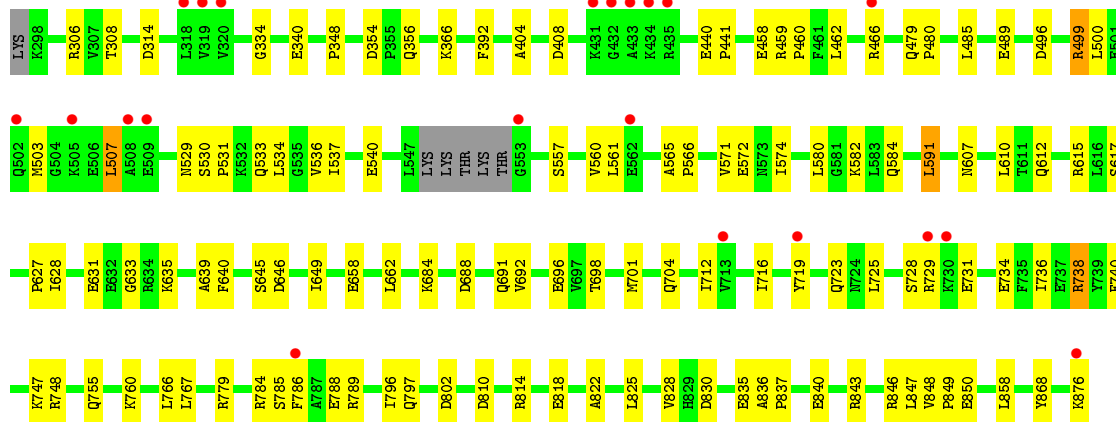 LYS K298 R306 V307 T308 D314 L318 V319 V320 G334 E340 P348 D354 P355 Q356 K366 F392 A404 D408 K431 G432 A433 K434 R435 E440 P441 E458 R459 P460 F461 L462 R466 Q479 P480 L485 E489 D496 R499 L500 E501
Q502 M503 G504 K505 E506 L507 A508 E509 N529 S530 P531 K532 Q533 L534 G535 V536 I537 E540 L547 LYS LYS THR LYS THR G553 S557 V560 L561 E562 A565 P566 V571 E572 N573 I574 L580 G581 K582 L583 Q584 L591 N607 L610 T611 Q612 R615 L616 S617
P627 I628 E631 E632 G633 R634 K635 A639 F640 S645 D646 I649 E658 L662 K684 D688 Q691 V692 E696 V697 T698 M701 Q704 I712 V713 I716 Y719 Q723 N724 L725 S728 R729 K730 E731 E734 F735 I736 E737 R738 Y739
K747 R748 Q755 K760 L766 L767 R779 R784 S785 F786 A787 E788 R789 I796 Q797 D802 D810 R814 E818 A822 L825 V828 H829 D830 E835 A836 P837 E840 R843 R846 L847 V848 P849 E850 L858 Y868 K876